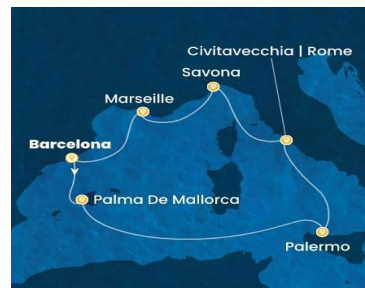 Civitavecchia | Rome
Savona
Marseille
Barcelona
Palma De Mallorca
Palermo